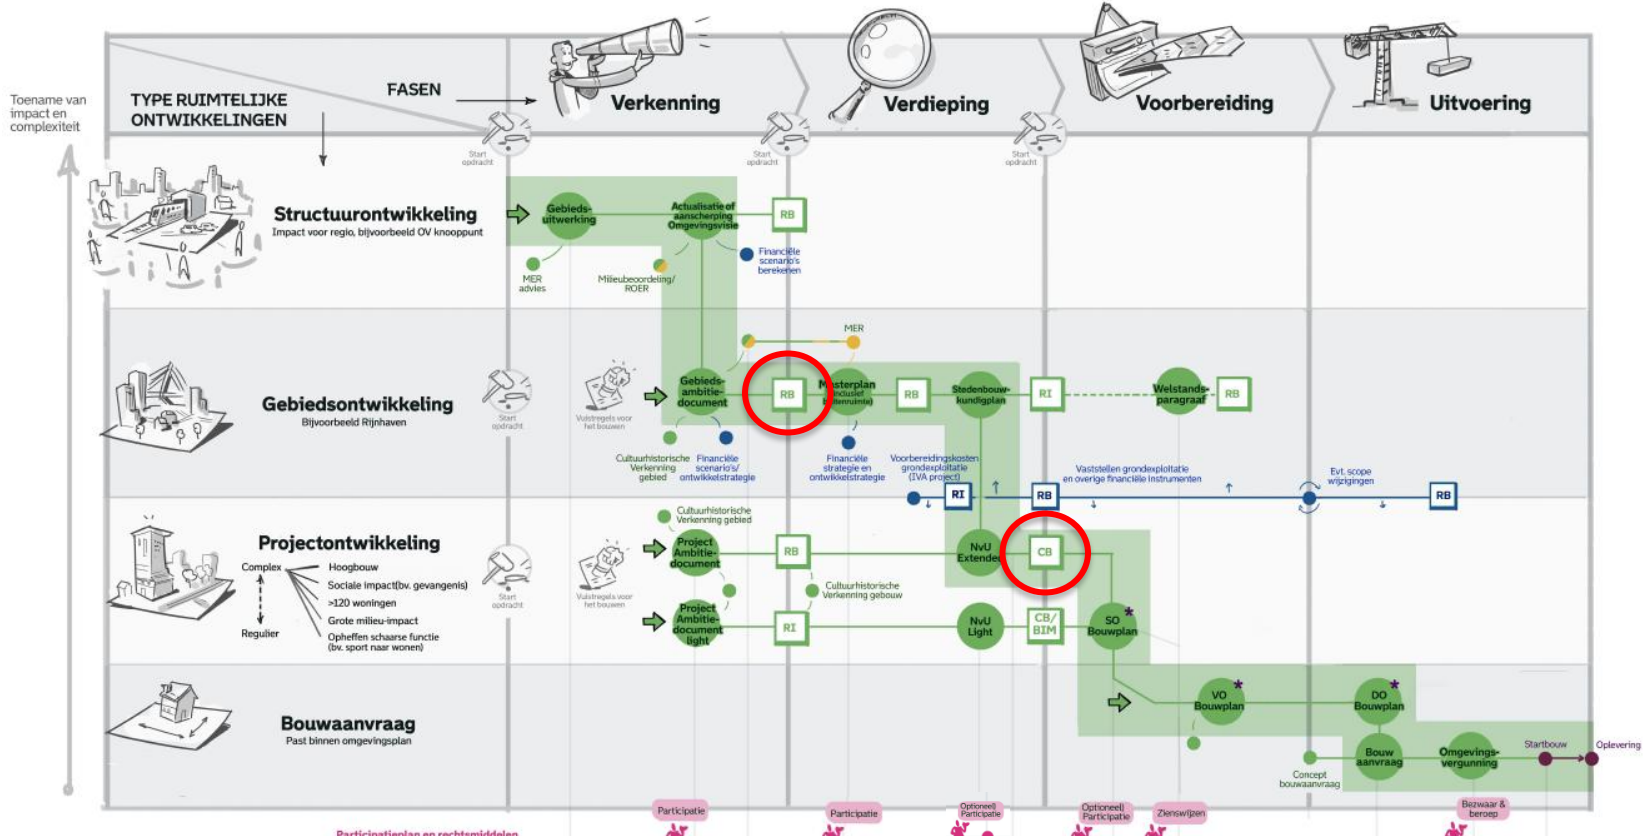 Toename van
impact en
complexiteit
TYPE RUIMTELIJKE
ONTWIKKELINGEN
FASEN
Verkenning
Verdieping
Voorbereiding
Uitvoering
Start
opdracht
Start
opdracht
Start
opdracht
Structuurontwikkeling
Impact voor regio, bijvoorbeeld OV knooppunt
Gebieds-
uitwerking
Actualisatie of
aanscherping
Omgevingsvisie
RB
MER
advies
Milieubeoordeling/
ROER
Financiële
scenario's
berekenen
Gebiedsontwikkeling
Bijvoorbeeld Rijnhaven
Start
opdracht
Vuistregels voor
het bouwen
Gebieds-
ambitie-
document
RB
MER
Masterplan
(inclusief
buitenruimte)
RB
Stedenbouw-
kundigplan
RI
Welstands-
paragraaf
RB
Cultuurhistorische
Verkenning
gebied
Financiële
scenario's/
ontwikkelstrategie
Financiële
strategie en
ontwikkelstrategie
Voorbereidingskosten
grondexploitatie
(IVA project)
RI
RB
Vaststellen grondexploitatie
en overige financiële instrumenten
Evt. scope
wijzigingen
RB
Projectontwikkeling
Complex
Regulier
Hoogbouw
Sociale impact(bv. gevangenis)
>120 woningen
Grote milieu-impact
Opheffen schaarse functie
(bv. sport naar wonen)
Start
opdracht
Vuistregels voor
het bouwen
Cultuurhistorische
Verkenning gebied
Project
Ambitie-
document
RB
NvU
Extended
CB
Cultuurhistorische
Verkenning gebouw
Project
Ambitie-
document
light
RI
NvU
Light
CB/
BIM
SO
Bouwplan
*
Bouwaanvraag
Past binnen omgevingsplan
VO
Bouwplan
*
DO
Bouwplan
*
Concept
bouwaanvraag
Bouw
aanvraag
Omgevings-
vergunning
Startbouw
Oplevering
Participatie
Participatie
(Optioneel)
Participatie
(Optioneel)
Participatie
Zienswijzen
Bezwaar &
beroep
Participatieplan en rechtsmiddelen